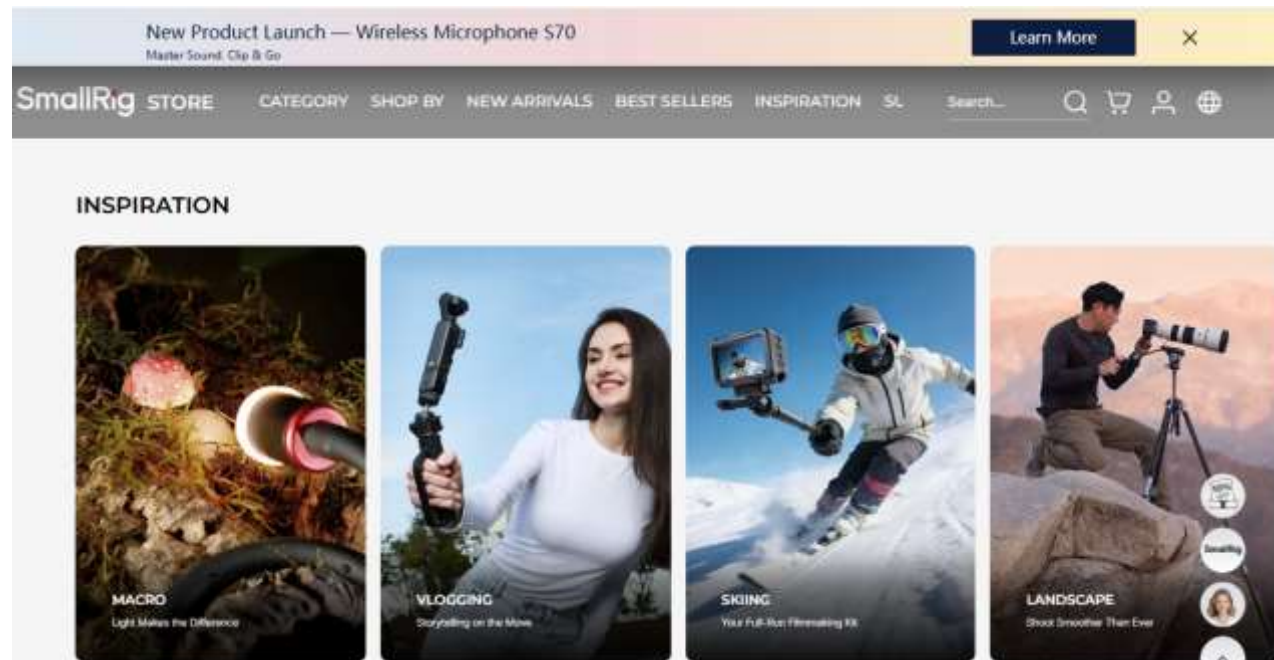 New Product Launch — Wireless Microphone S70
Master Sound. Clip & Go
Learn More
SmallRig STORE
CATEGORY
SHOP BY
NEW ARRIVALS
BEST SELLERS
INSPIRATION
SL
Search...
INSPIRATION
MACRO
Light Makes the Difference
VLOGGING
Storytelling on the Move
SKIING
Your Full-Run Filmmaking Kit
LANDSCAPE
Shoot Smoother Than Ever
SmallRig